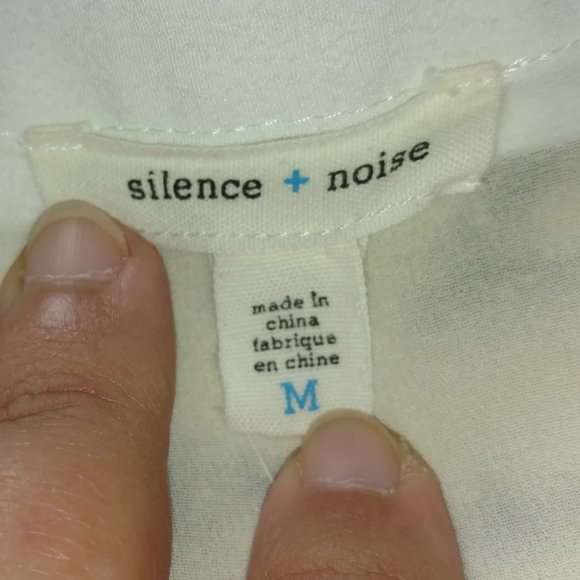 silence + noise
made in
china
fabrique
en chine
M